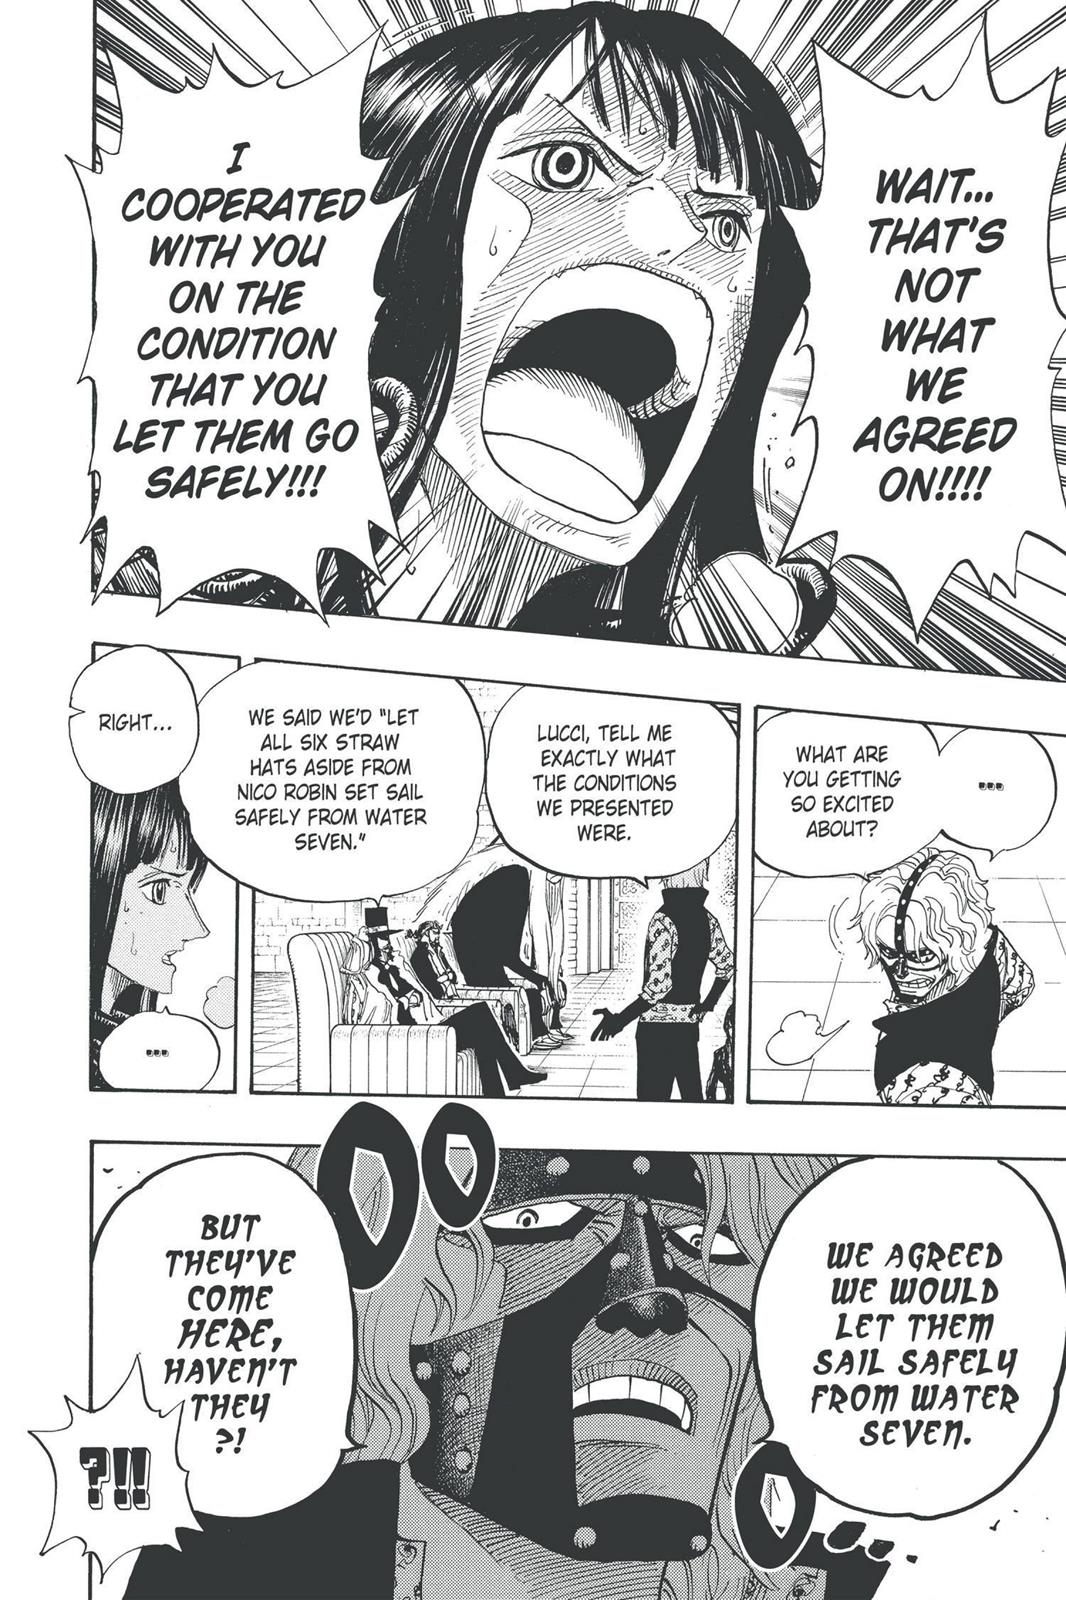 WAIT...
THAT'S
NOT
WHAT
WE
AGREED
ON!!!!
I
COOPERATED
WITH YOU
ON THE
CONDITION
THAT YOU
LET THEM GO
SAFELY!!!
...
WHAT ARE
YOU GETTING
SO EXCITED
ABOUT?
LUCCI, TELL ME
EXACTLY WHAT
THE CONDITIONS
WE PRESENTED
WERE.
WE SAID WE'D "LET
ALL SIX STRAW
HATS ASIDE FROM
NICO ROBIN SET SAIL
SAFELY FROM WATER
SEVEN."
RIGHT...
...
WE AGREED
WE WOULD
LET THEM
SAIL SAFELY
FROM WATER
SEVEN.
BUT
THEY'VE
COME
HERE,
HAVEN'T
THEY
?!
?!!